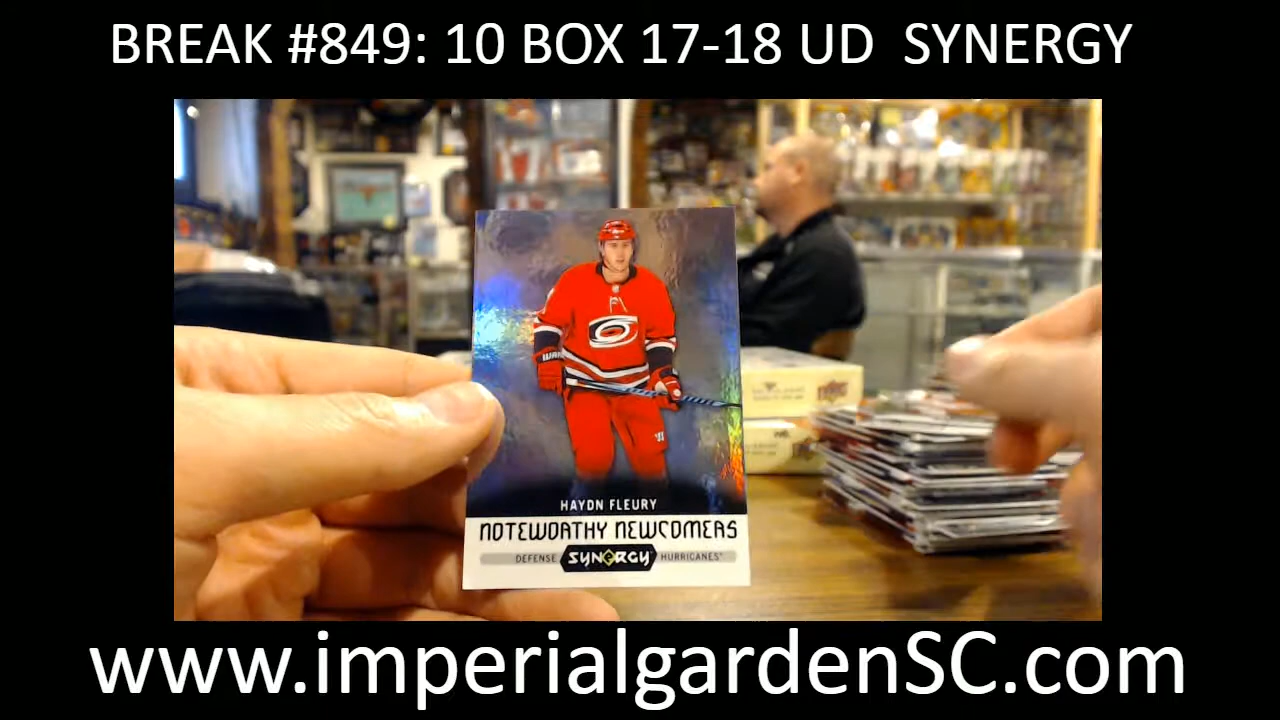 BREAK #849: 10 BOX 17-18 UD SYNERGY
HAYDN FLEURY
NOTEWORTHY NEWCOMERS
DEFENSE SYNERGY HURRICANES
www.imperialgardenSC.com